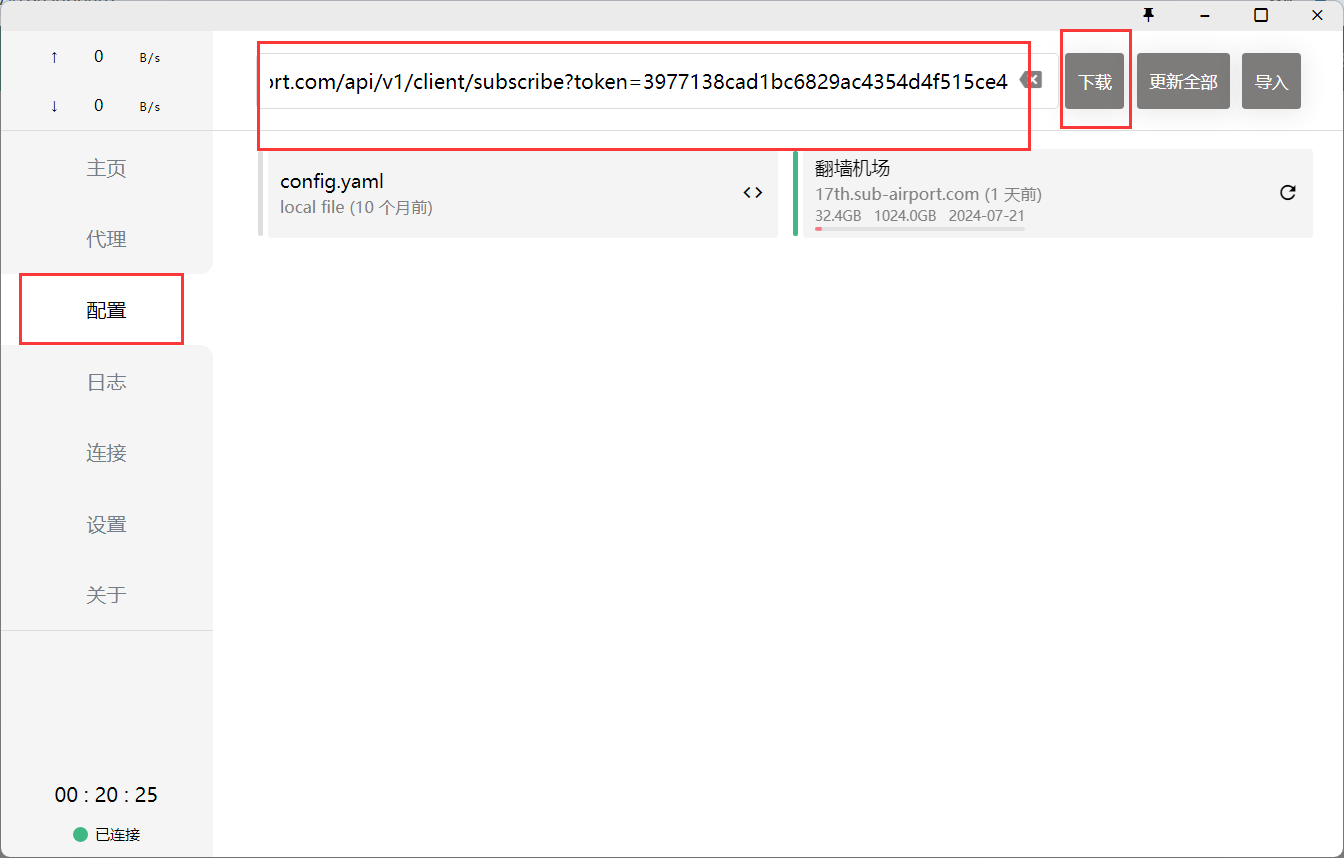 ↑ 0 B/s
↓ 0 B/s
ort.com/api/v1/client/subscribe?token=3977138cad1bc6829ac4354d4f515ce4
下载
更新全部
导入
主页
代理
配置
日志
连接
设置
关于
config.yaml
local file (10 个月前)
翻墙机场
17th.sub-airport.com (1 天前)
32.4GB 1024.0GB 2024-07-21
00 : 20 : 25
已连接